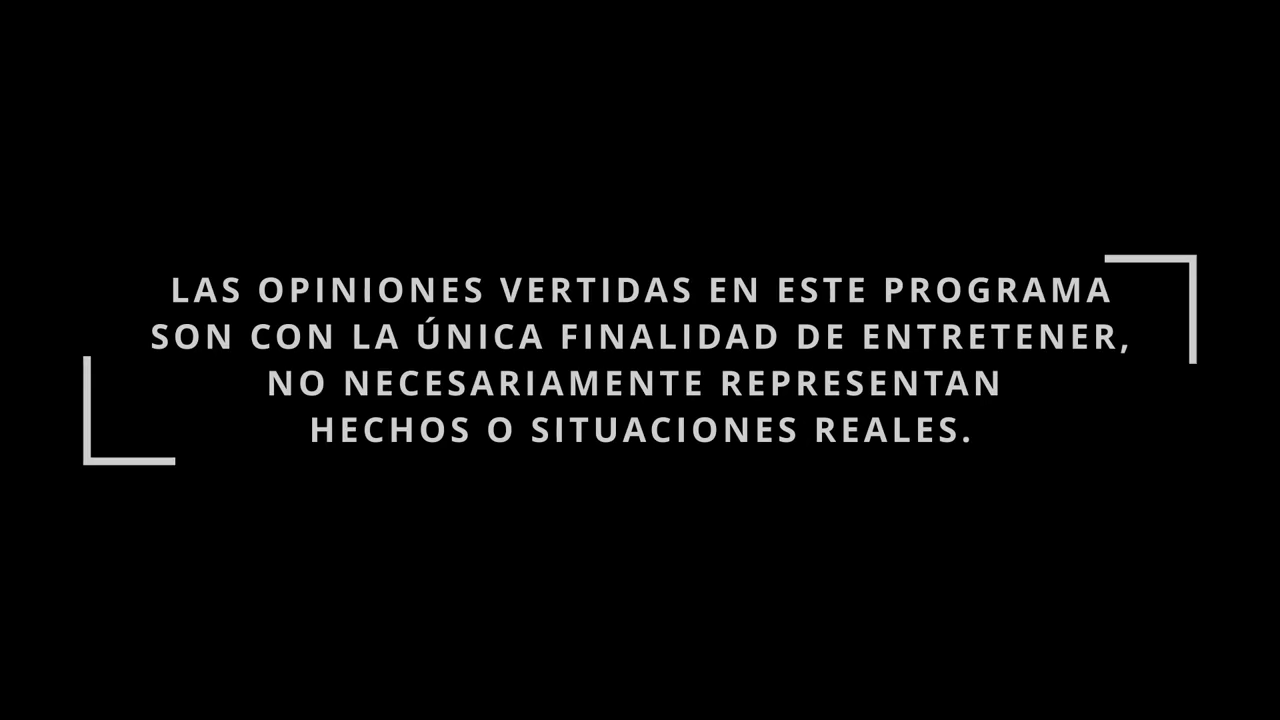 LAS OPINIONES VERTIDAS EN ESTE PROGRAMA
SON CON LA ÚNICA FINALIDAD DE ENTRETENER,
NO NECESARIAMENTE REPRESENTAN
HECHOS O SITUACIONES REALES.